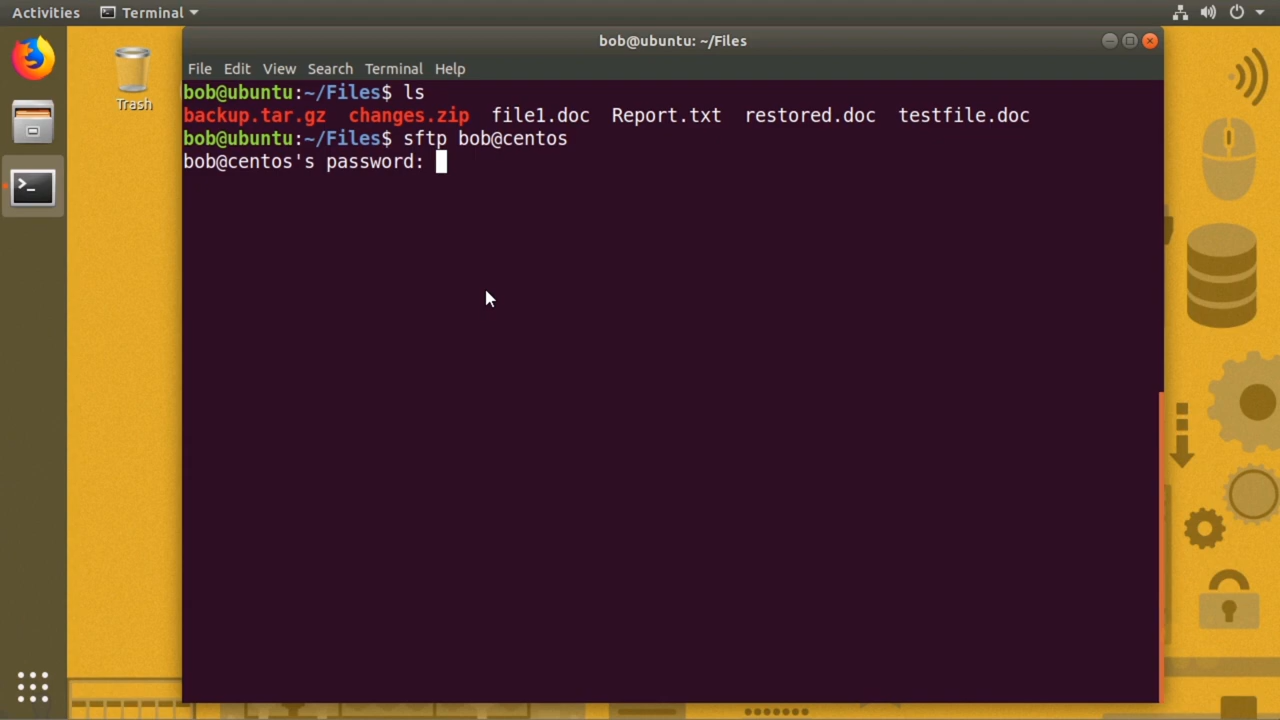 Activities Terminal
Trash
bob@ubuntu: ~/Files
File Edit View Search Terminal Help
bob@ubuntu:~/Files$ ls
backup.tar.gz changes.zip file1.doc Report.txt restored.doc testfile.doc
bob@ubuntu:~/Files$ sftp bob@centos
bob@centos's password: